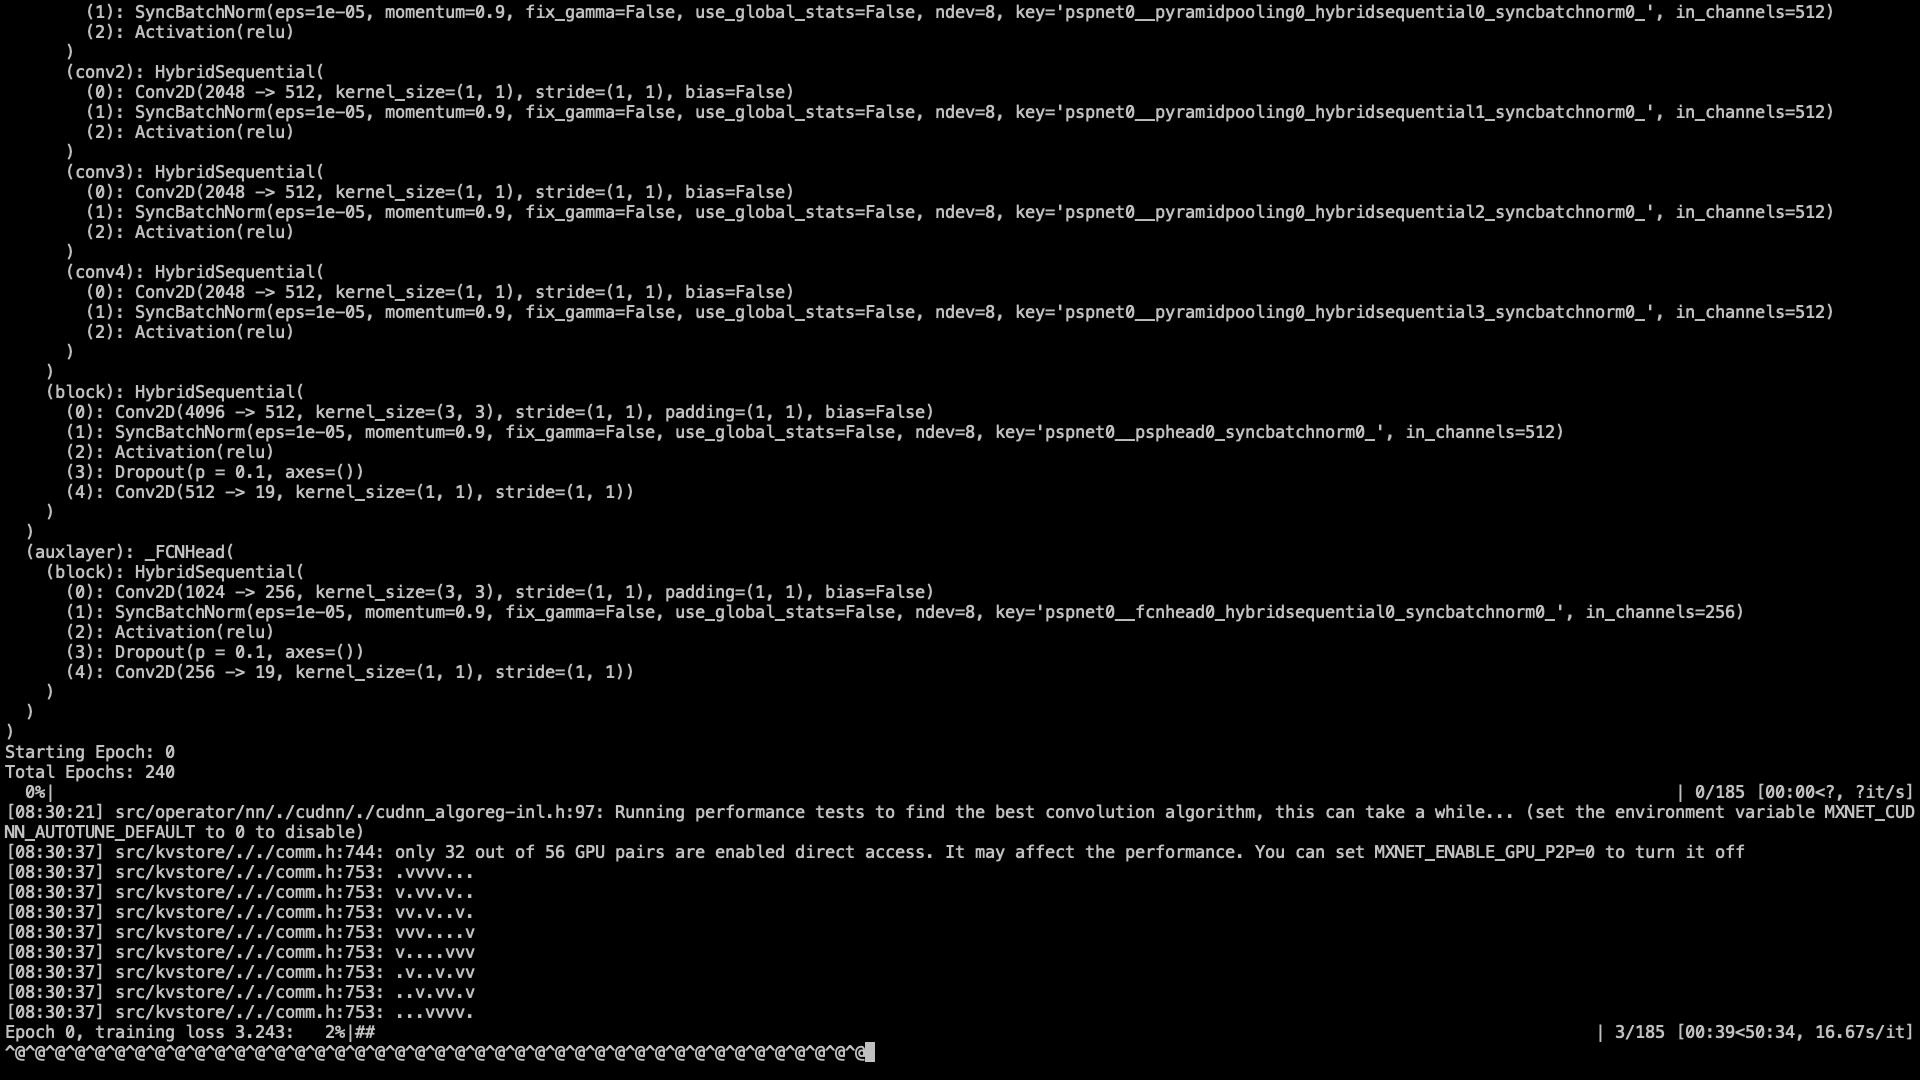 (1): SyncBatchNorm(eps=1e-05, momentum=0.9, fix_gamma=False, use_global_stats=False, ndev=8, key='pspnet0__pyramidpooling0_hybridsequential0_syncbatchnorm0_', in_channels=512)
        (2): Activation(relu)
      )
      (conv2): HybridSequential(
        (0): Conv2D(2048 -> 512, kernel_size=(1, 1), stride=(1, 1), bias=False)
        (1): SyncBatchNorm(eps=1e-05, momentum=0.9, fix_gamma=False, use_global_stats=False, ndev=8, key='pspnet0__pyramidpooling0_hybridsequential1_syncbatchnorm0_', in_channels=512)
        (2): Activation(relu)
      )
      (conv3): HybridSequential(
        (0): Conv2D(2048 -> 512, kernel_size=(1, 1), stride=(1, 1), bias=False)
        (1): SyncBatchNorm(eps=1e-05, momentum=0.9, fix_gamma=False, use_global_stats=False, ndev=8, key='pspnet0__pyramidpooling0_hybridsequential2_syncbatchnorm0_', in_channels=512)
        (2): Activation(relu)
      )
      (conv4): HybridSequential(
        (0): Conv2D(2048 -> 512, kernel_size=(1, 1), stride=(1, 1), bias=False)
        (1): SyncBatchNorm(eps=1e-05, momentum=0.9, fix_gamma=False, use_global_stats=False, ndev=8, key='pspnet0__pyramidpooling0_hybridsequential3_syncbatchnorm0_', in_channels=512)
        (2): Activation(relu)
      )
    )
    (block): HybridSequential(
      (0): Conv2D(4096 -> 512, kernel_size=(3, 3), stride=(1, 1), padding=(1, 1), bias=False)
      (1): SyncBatchNorm(eps=1e-05, momentum=0.9, fix_gamma=False, use_global_stats=False, ndev=8, key='pspnet0__psphead0_syncbatchnorm0_', in_channels=512)
      (2): Activation(relu)
      (3): Dropout(p = 0.1, axes=())
      (4): Conv2D(512 -> 19, kernel_size=(1, 1), stride=(1, 1))
    )
  )
  (auxlayer): _FCNHead(
    (block): HybridSequential(
      (0): Conv2D(1024 -> 256, kernel_size=(3, 3), stride=(1, 1), padding=(1, 1), bias=False)
      (1): SyncBatchNorm(eps=1e-05, momentum=0.9, fix_gamma=False, use_global_stats=False, ndev=8, key='pspnet0__fcnhead0_hybridsequential0_syncbatchnorm0_', in_channels=256)
      (2): Activation(relu)
      (3): Dropout(p = 0.1, axes=())
      (4): Conv2D(256 -> 19, kernel_size=(1, 1), stride=(1, 1))
    )
  )
)
Starting Epoch: 0
Total Epochs: 240
  0%| | 0/185 [00:00<?, ?it/s]
[08:30:21] src/operator/nn/./cudnn/./cudnn_algoreg-inl.h:97: Running performance tests to find the best convolution algorithm, this can take a while... (set the environment variable MXNET_CUD
NN_AUTOTUNE_DEFAULT to 0 to disable)
[08:30:37] src/kvstore/././comm.h:744: only 32 out of 56 GPU pairs are enabled direct access. It may affect the performance. You can set MXNET_ENABLE_GPU_P2P=0 to turn it off
[08:30:37] src/kvstore/././comm.h:753: .vvvv...
[08:30:37] src/kvstore/././comm.h:753: v.vv.v..
[08:30:37] src/kvstore/././comm.h:753: vv.v..v.
[08:30:37] src/kvstore/././comm.h:753: vvv....v
[08:30:37] src/kvstore/././comm.h:753: v....vvv
[08:30:37] src/kvstore/././comm.h:753: .v..v.vv
[08:30:37] src/kvstore/././comm.h:753: ..v.vv.v
[08:30:37] src/kvstore/././comm.h:753: ...vvvv.
Epoch 0, training loss 3.243:   2%|## | 3/185 [00:39<50:34, 16.67s/it]
^@^@^@^@^@^@^@^@^@^@^@^@^@^@^@^@^@^@^@^@^@^@^@^@^@^@^@^@^@^@^@^@^@^@^@^@^@^@^@^@^@^@^@